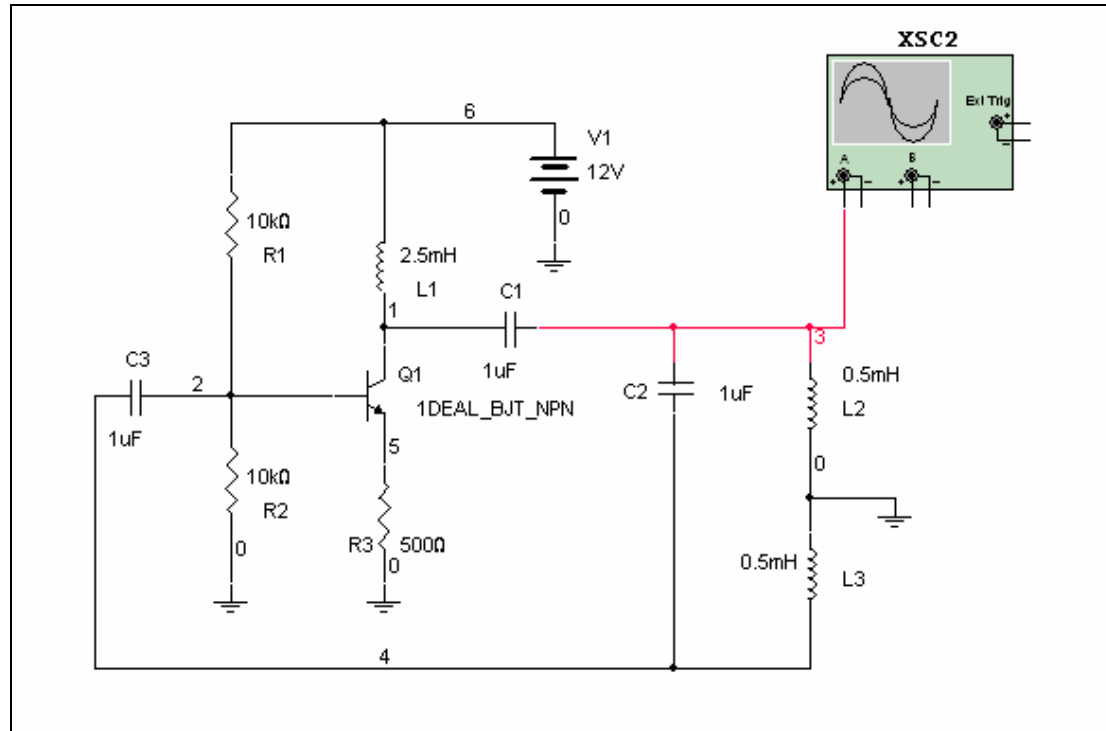 XSC2
Ext Trig
+
_
A
B
+ _ + _
6
V1
12V
0
10kΩ
R1
2.5mH
L1
1
C1
1uF
3
C3
1uF
2
Q1
1DEAL_BJT_NPN
C2
1uF
0.5mH
L2
0
5
10kΩ
R2
0
R3 500Ω
0
0.5mH
L3
4